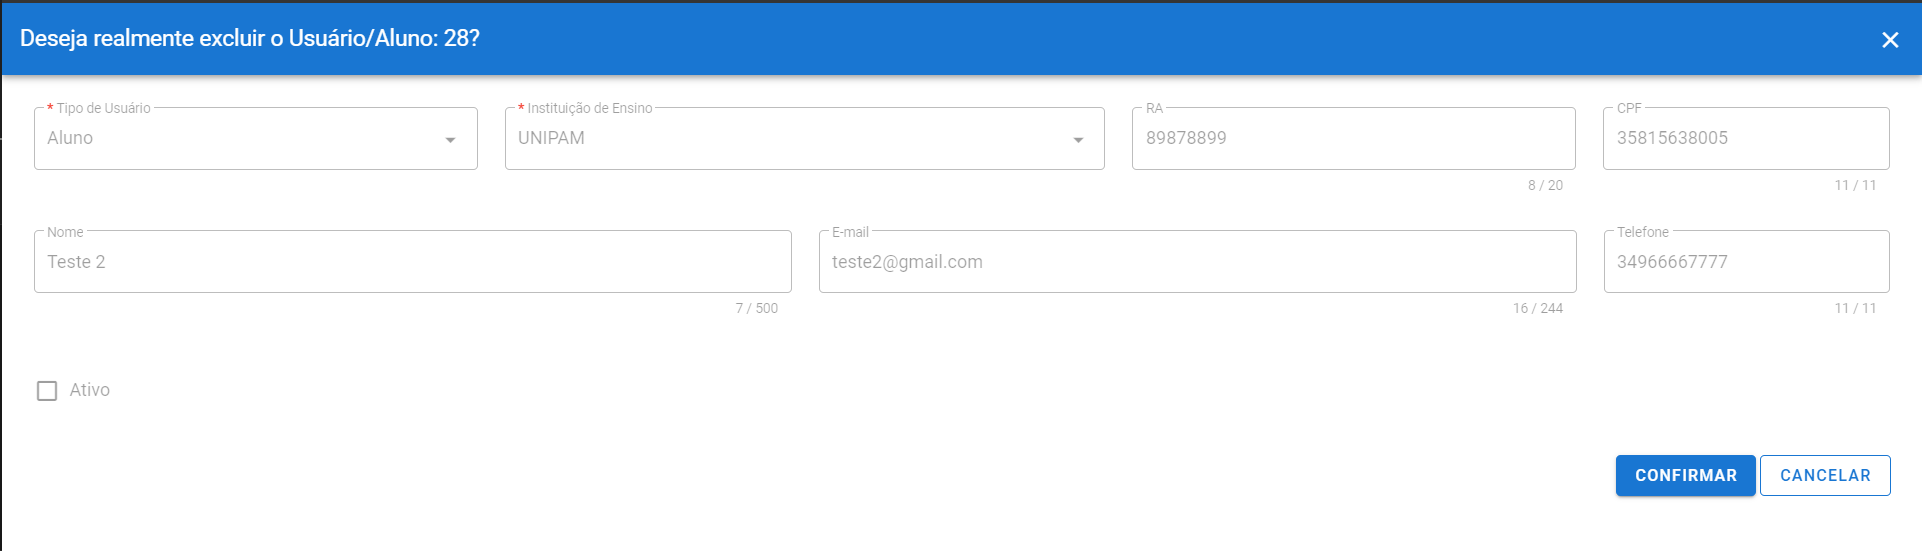 Deseja realmente excluir o Usuário/Aluno: 28?
* Tipo de Usuário
Aluno
* Instituição de Ensino
UNIPAM
RA
89878899
8 / 20
CPF
35815638005
11 / 11
Nome
Teste 2
7 / 500
E-mail
teste2@gmail.com
16 / 244
Telefone
34966667777
11 / 11
Ativo
CONFIRMAR
CANCELAR